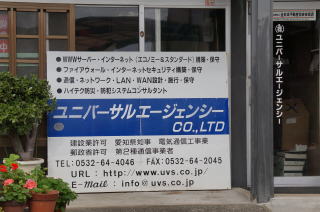 ●WWWサーバー・インターネット(エコノミー&スタンダード)構築・保守
●ファイアウォール・インターネットセキュリティ構築・保守
●通信・ネットワーク・LAN・WAN設計・施行・保守
●ハイテク防災・防犯システムコンサルタント
ユニバーサルエージェンシー
CO.,LTD
建設業許可 愛知県知事 電気通信工事業
郵政省許可 第2種通信事業者
TEL:0532-64-4046 FAX:0532-64-2045
URL: http://www.uvs.co.jp
E-Mail: info@uvs.co.jp
㈲ユニバーサルエージェンシー